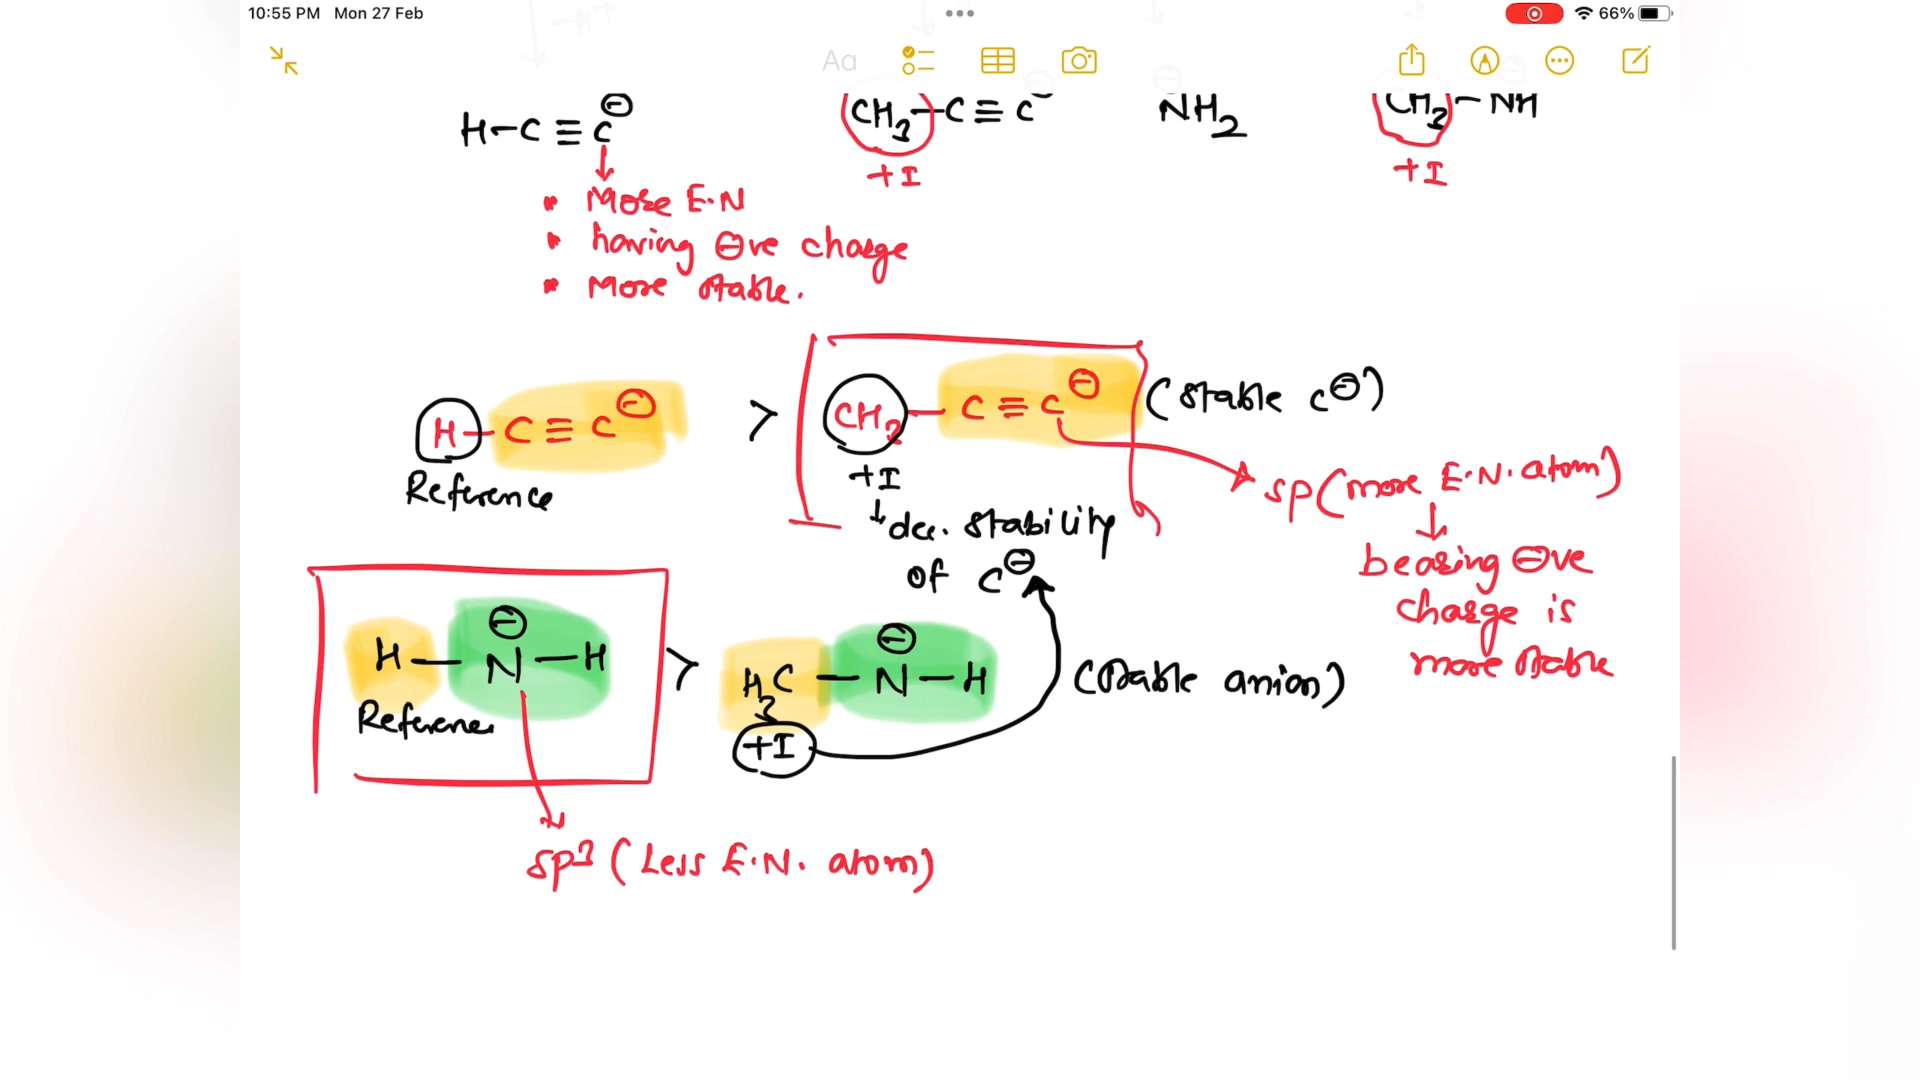 10:55 PM Mon 27 Feb
66%
Aa
H-C≡C⊖
CH3-C≡C⁻
NH2
CH3-NH
+I
+I
• More E.N
• having ⊖ve charge
• More stable.
H-C≡C⊖ > CH3-C≡C⊖ (stable C⊖)
Reference
+I
↓ dec. stability
of C⊖
sp (more E.N. atom)
↓
bearing ⊖ve
charge is
more stable
H-N⊖-H > H3C-N⊖-H (stable anion)
Reference
+I
sp3 (Less E.N. atom)